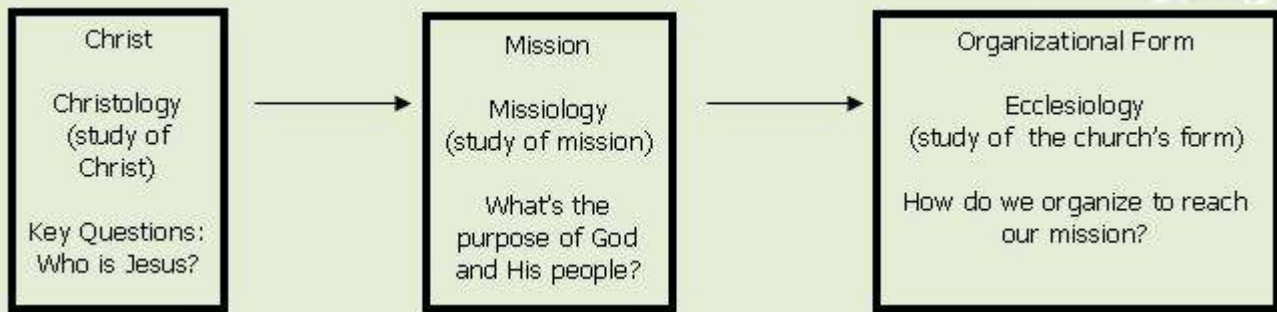 Christ
Christology
(study of
Christ)
Key Questions:
Who is Jesus?
Mission
Missiology
(study of mission)
What's the
purpose of God
and His people?
Organizational Form
Ecclesiology
(study of the church's form)
How do we organize to reach
our mission?